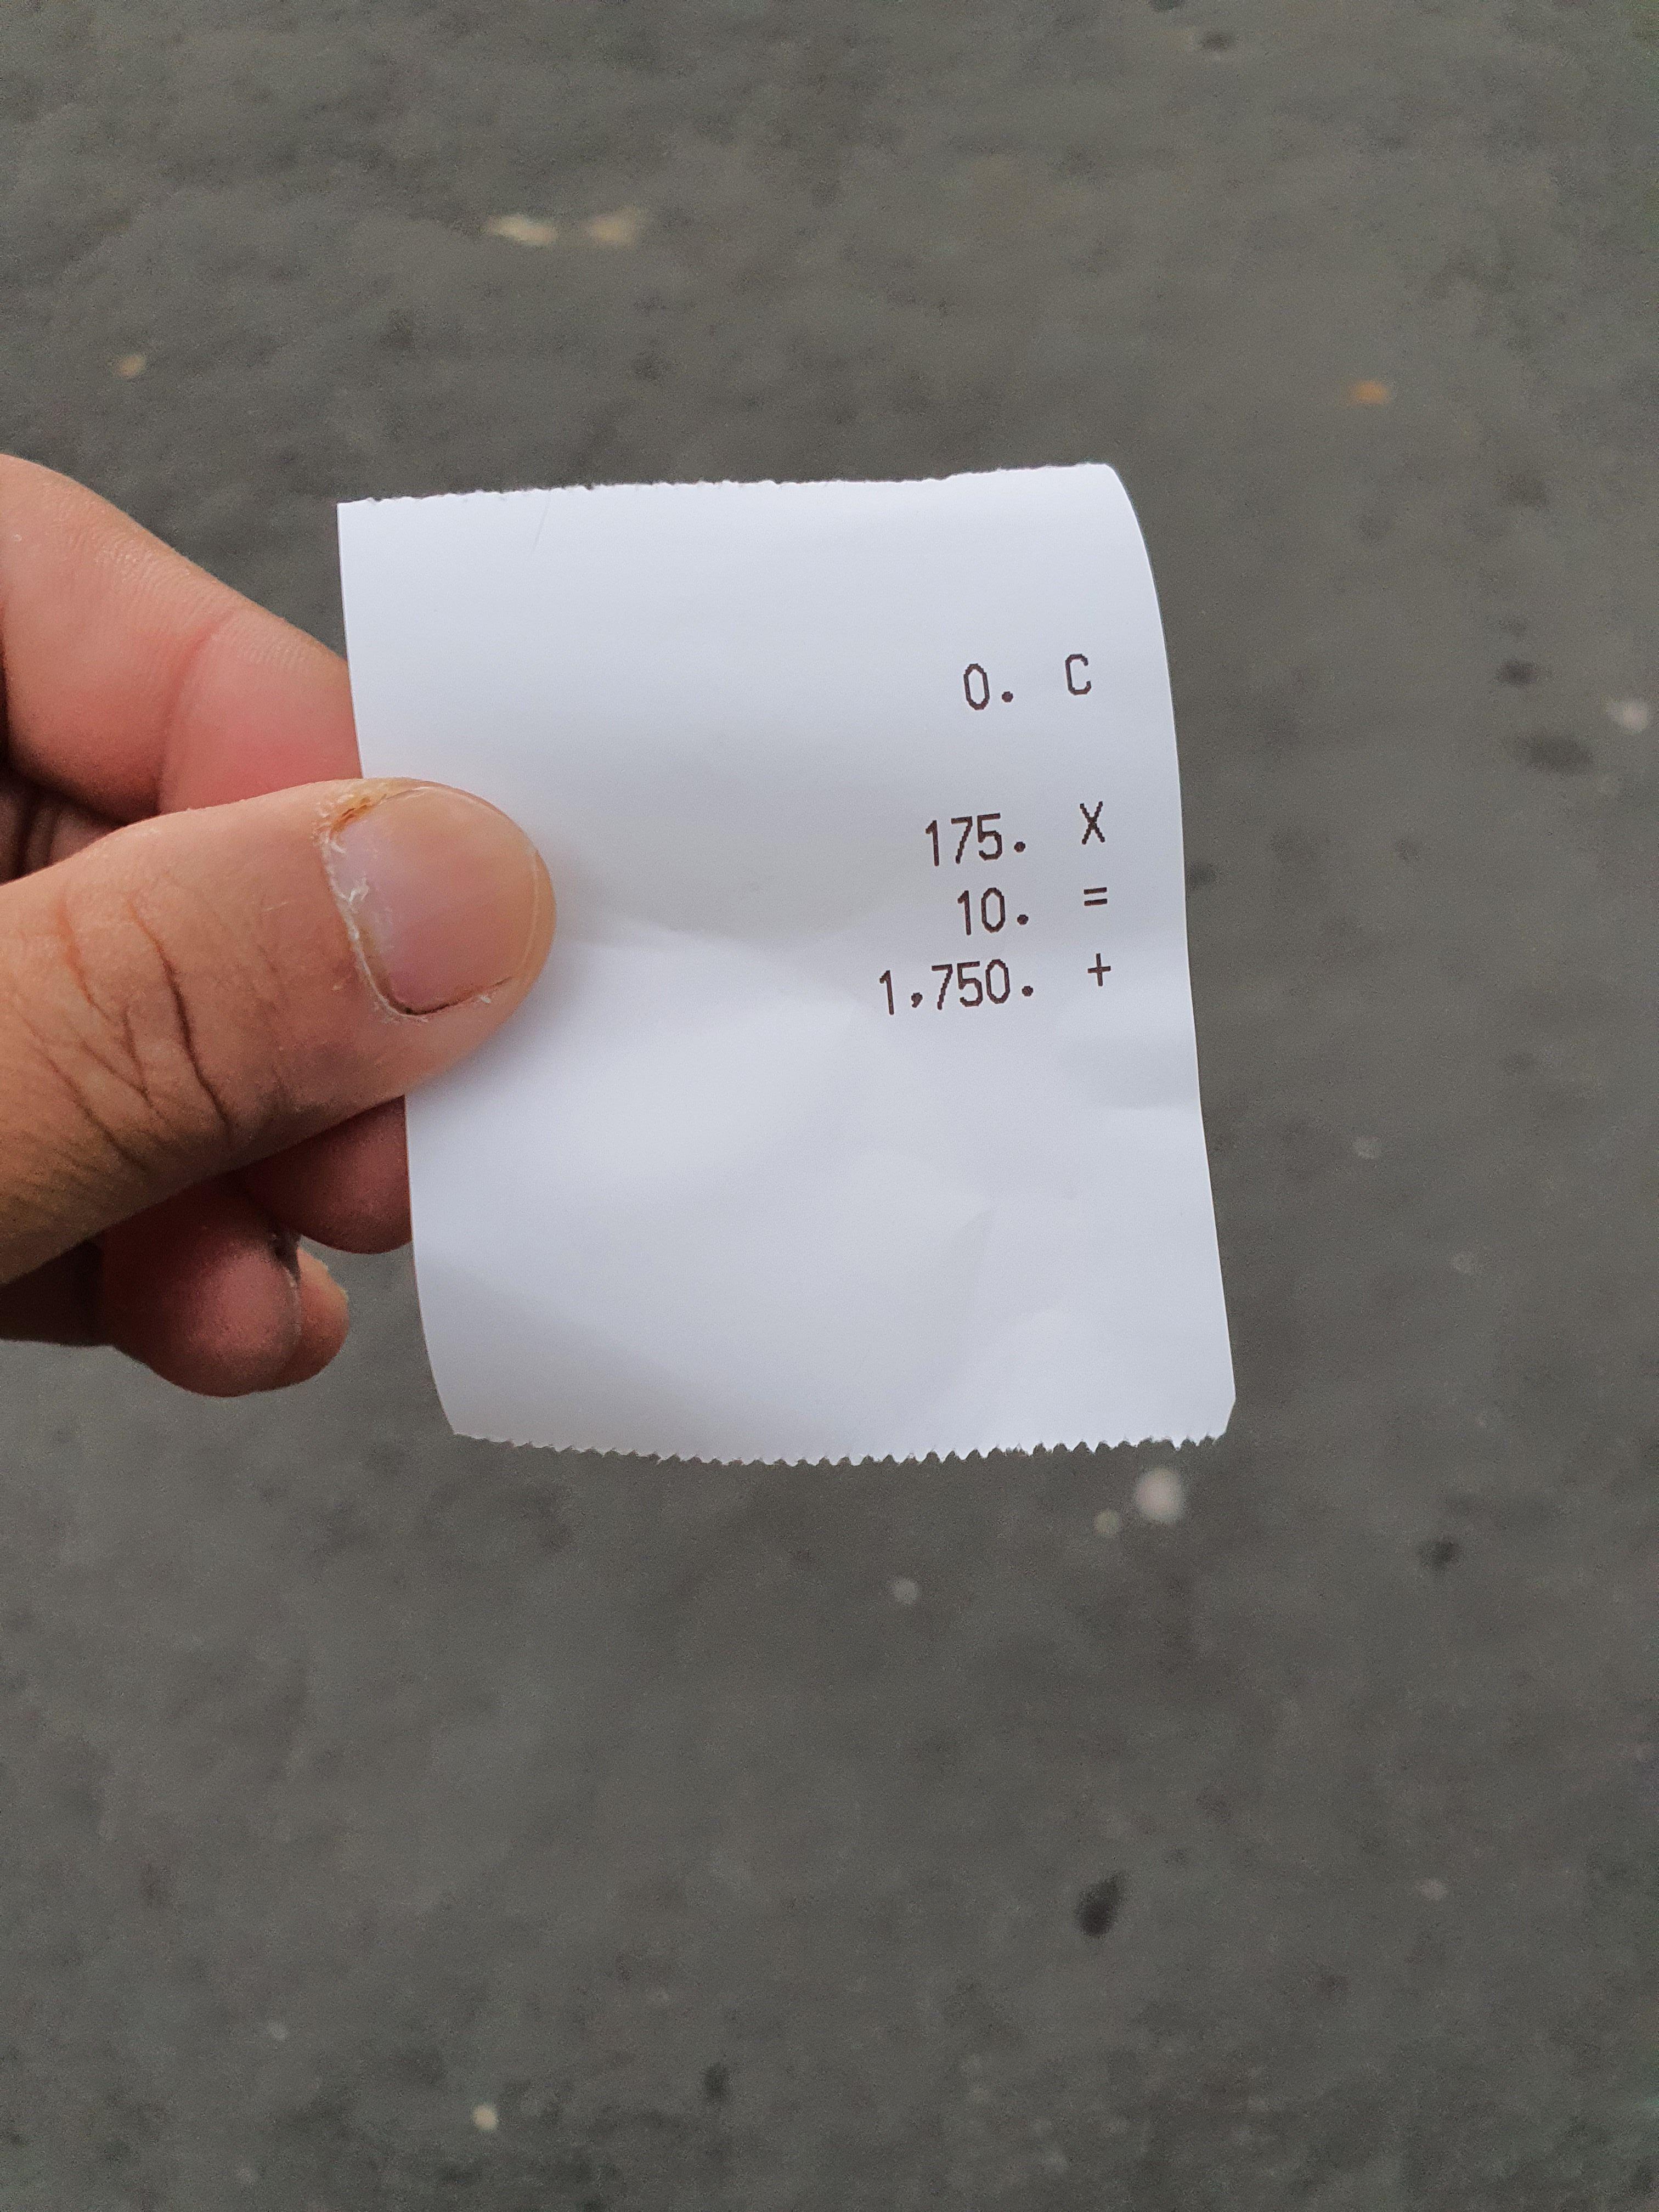 0. C
175. X
10. =
1,750. +